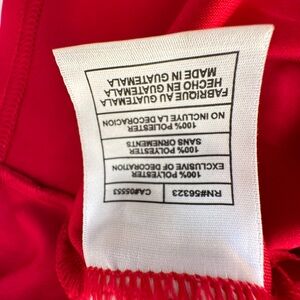 RN#56323 CA#05553
100% POLYESTER
EXCLUSIVE OF DECORATION
100% POLYESTER
SANS ORNEMENTS
100% POLIESTER
NO INCLUYE LA DECORACION
MADE IN GUATEMALA
HECHO EN GUATEMALA
FABRIQUE AU GUATEMALA